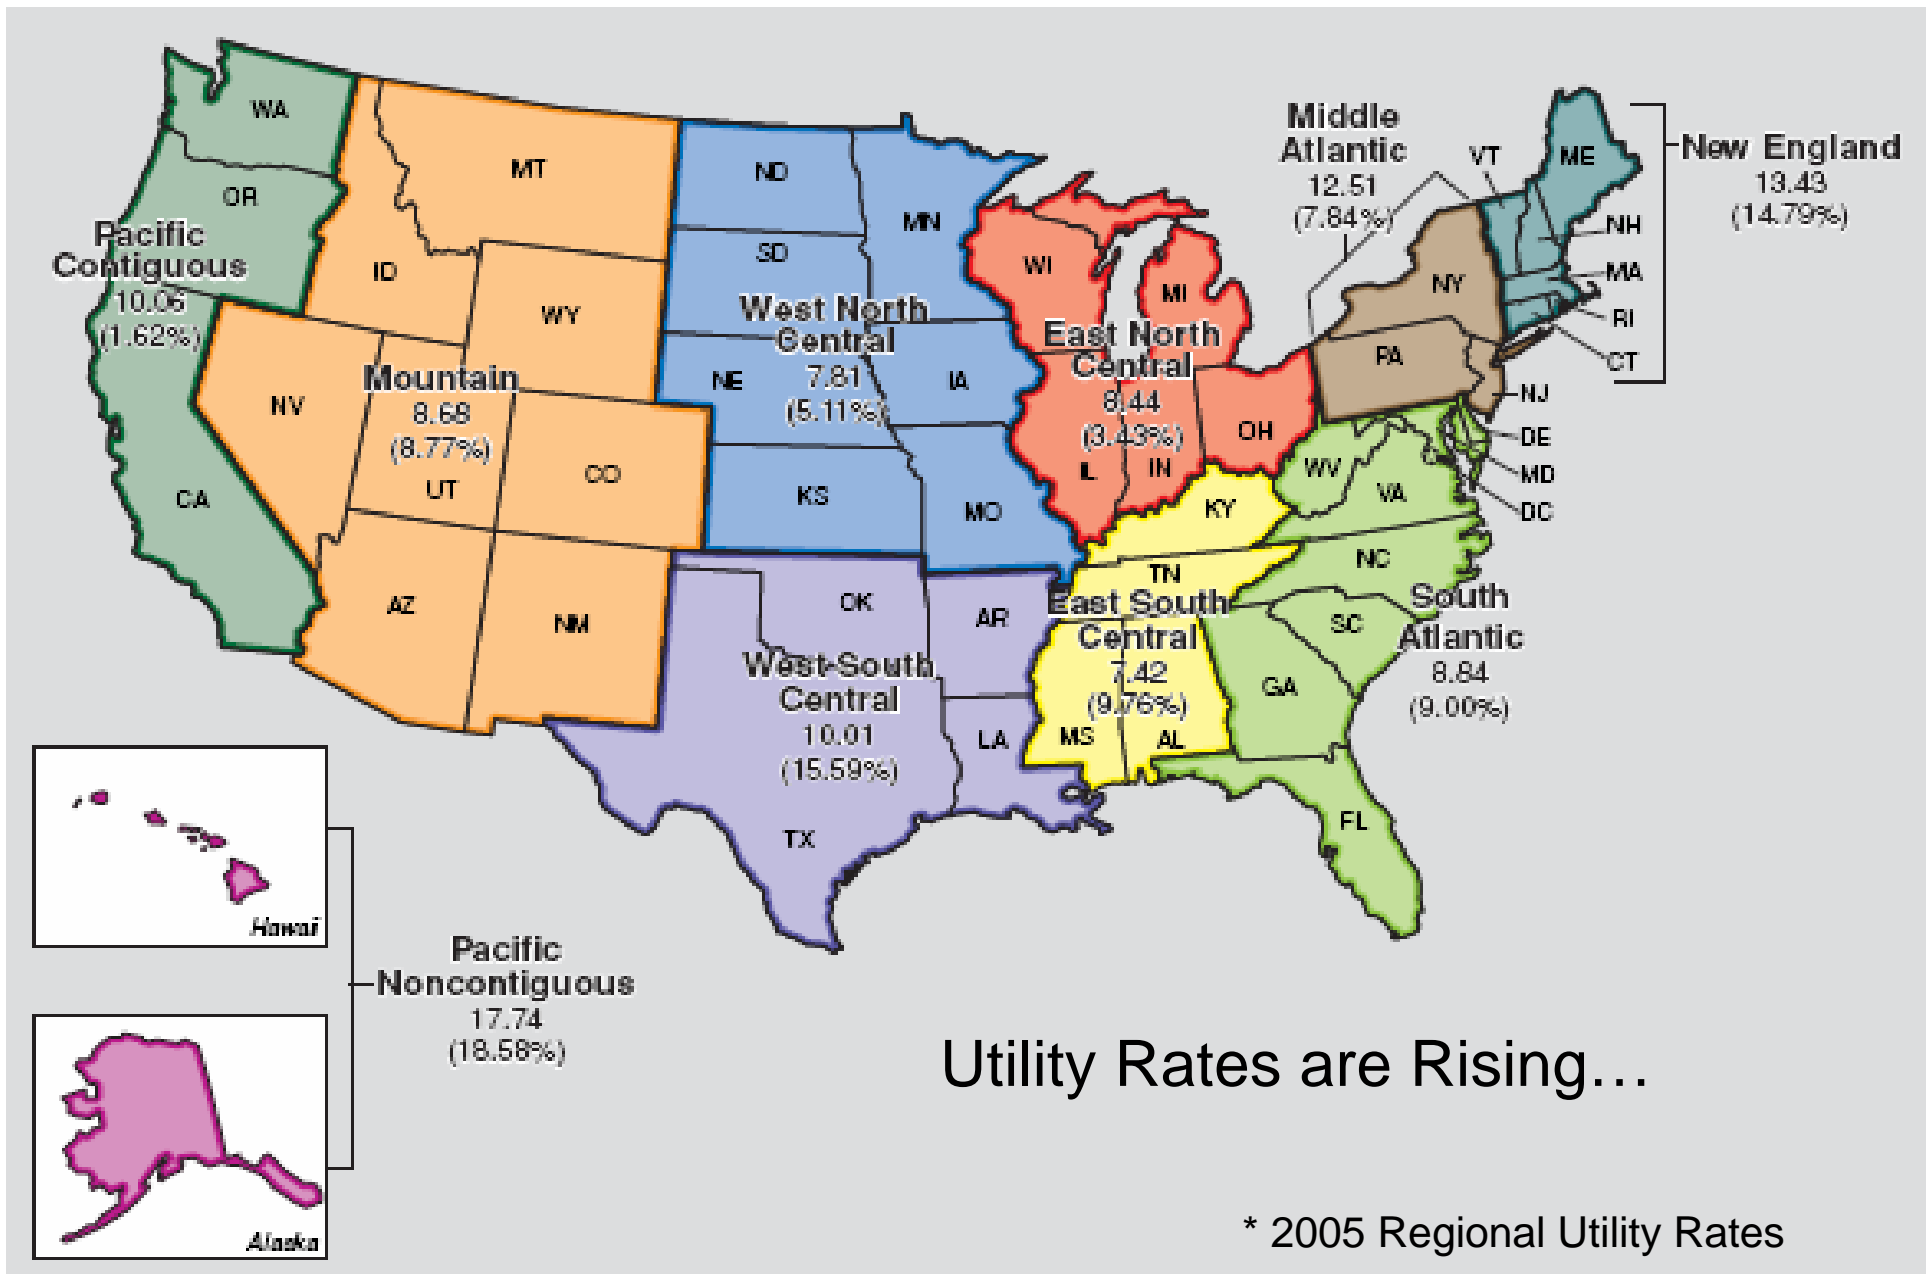 WA
OR
Pacific
Contiguous
10.06
(1.62%)
CA
MT
ID
WY
NV
Mountain
8.68
(8.77%)
UT
CO
AZ
NM
ND
MN
SD
West North
Central
7.81
(5.11%)
NE
IA
KS
MO
WI
MI
East North
Central
8.44
(3.43%)
IL
IN
OH
Middle
Atlantic
12.51
(7.84%)
NY
PA
VT
ME
New England
13.43
(14.79%)
NH
MA
RI
CT
NJ
DE
MD
DC
WV
VA
KY
NC
TN
East South
Central
7.42
(9.76%)
MS
AL
SC
South
Atlantic
8.84
(9.00%)
GA
FL
OK
AR
West South
Central
10.01
(15.59%)
LA
TX
Hawai
Pacific
Noncontiguous
17.74
(18.58%)
Alaska
Utility Rates are Rising…
* 2005 Regional Utility Rates